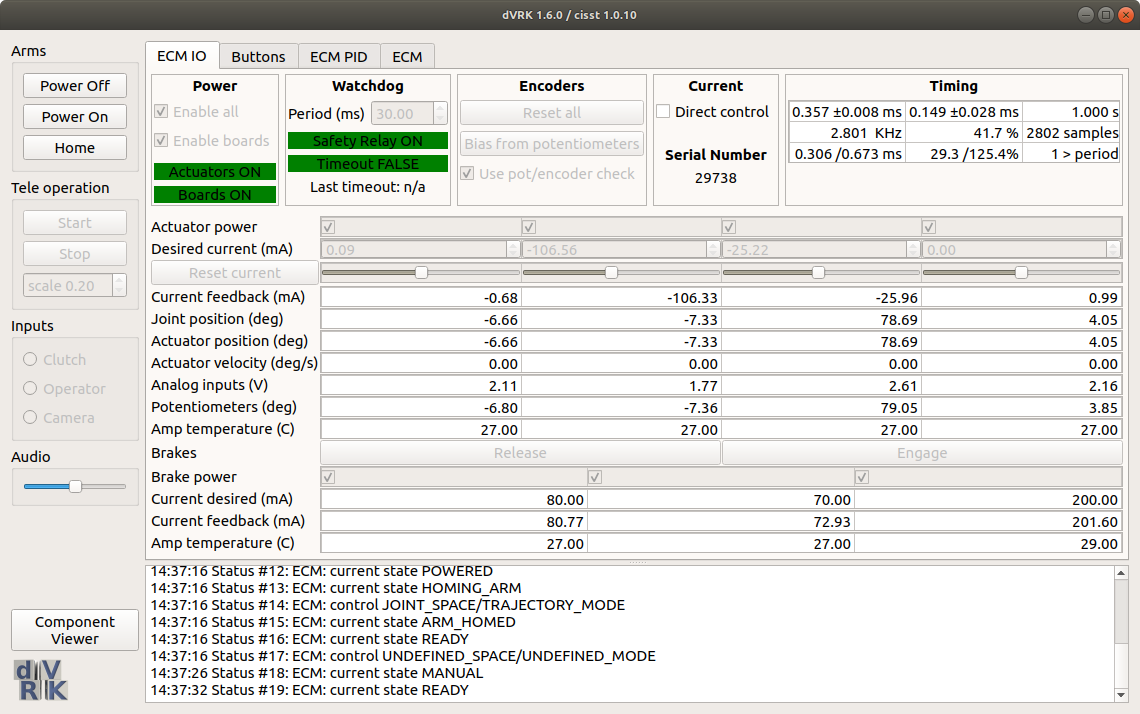 dVRK 1.6.0 / cisst 1.0.10
Arms
Power Off
Power On
Home
Tele operation
Start
Stop
scale 0.20
Inputs
Clutch
Operator
Camera
Audio
Component
Viewer
dV
RK
ECM IO Buttons ECM PID ECM
Power
Enable all
Enable boards
Actuators ON
Boards ON
Watchdog
Period (ms) 30.00
Safety Relay ON
Timeout FALSE
Last timeout: n/a
Encoders
Reset all
Bias from potentiometers
Use pot/encoder check
Current
Direct control
Serial Number
29738
Timing
0.357 ±0.008 ms 0.149 ±0.028 ms 1.000 s
2.801 KHz 41.7 % 2802 samples
0.306 /0.673 ms 29.3 /125.4% 1 > period
Actuator power
Desired current (mA) 0.09 -106.56 -25.22 0.00
Reset current
Current feedback (mA) -0.68 -106.33 -25.96 0.99
Joint position (deg) -6.66 -7.33 78.69 4.05
Actuator position (deg) -6.66 -7.33 78.69 4.05
Actuator velocity (deg/s) 0.00 0.00 0.00 0.00
Analog inputs (V) 2.11 1.77 2.61 2.16
Potentiometers (deg) -6.80 -7.36 79.05 3.85
Amp temperature (C) 27.00 27.00 27.00 27.00
Brakes Release Engage
Brake power
Current desired (mA) 80.00 70.00 200.00
Current feedback (mA) 80.77 72.93 201.60
Amp temperature (C) 27.00 27.00 29.00
14:37:16 Status #12: ECM: current state POWERED
14:37:16 Status #13: ECM: current state HOMING_ARM
14:37:16 Status #14: ECM: control JOINT_SPACE/TRAJECTORY_MODE
14:37:16 Status #15: ECM: current state ARM_HOMED
14:37:16 Status #16: ECM: current state READY
14:37:16 Status #17: ECM: control UNDEFINED_SPACE/UNDEFINED_MODE
14:37:26 Status #18: ECM: current state MANUAL
14:37:32 Status #19: ECM: current state READY